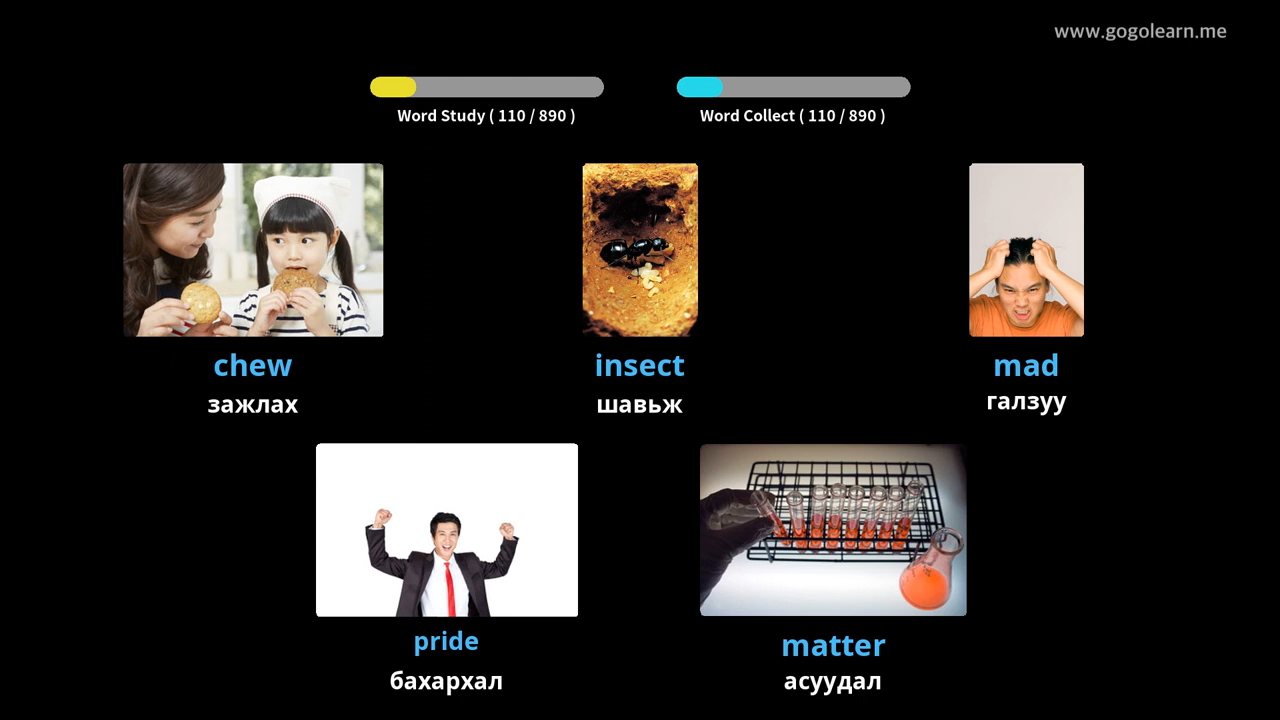 www.gogolearn.me
Word Study ( 110 / 890 )
Word Collect ( 110 / 890 )
chew
зажлах
insect
шавьж
mad
галзуу
pride
бахархал
matter
асуудал